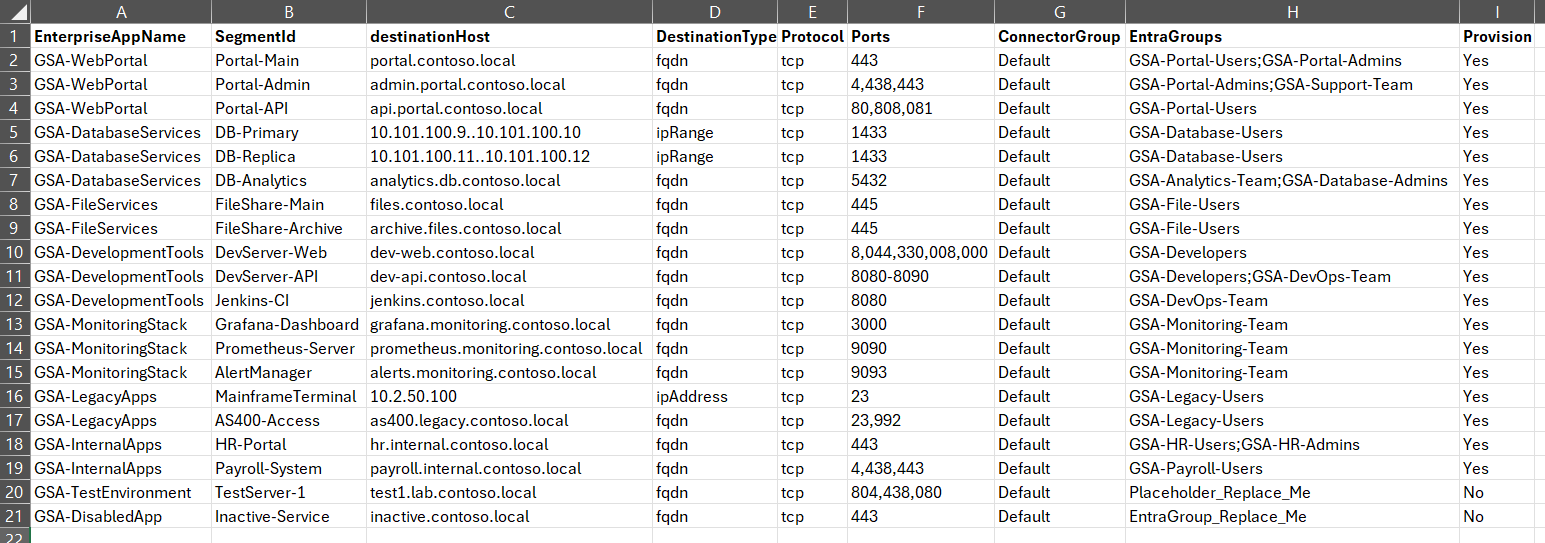 A B C D E F G H I
1 EnterpriseAppName SegmentId destinationHost DestinationType Protocol Ports ConnectorGroup EntraGroups Provision
2 GSA-WebPortal Portal-Main portal.contoso.local fqdn tcp 443 Default GSA-Portal-Users;GSA-Portal-Admins Yes
3 GSA-WebPortal Portal-Admin admin.portal.contoso.local fqdn tcp 4,438,443 Default GSA-Portal-Admins;GSA-Support-Team Yes
4 GSA-WebPortal Portal-API api.portal.contoso.local fqdn tcp 80,808,081 Default GSA-Portal-Users Yes
5 GSA-DatabaseServices DB-Primary 10.101.100.9..10.101.100.10 ipRange tcp 1433 Default GSA-Database-Users Yes
6 GSA-DatabaseServices DB-Replica 10.101.100.11..10.101.100.12 ipRange tcp 1433 Default GSA-Database-Users Yes
7 GSA-DatabaseServices DB-Analytics analytics.db.contoso.local fqdn tcp 5432 Default GSA-Analytics-Team;GSA-Database-Admins Yes
8 GSA-FileServices FileShare-Main files.contoso.local fqdn tcp 445 Default GSA-File-Users Yes
9 GSA-FileServices FileShare-Archive archive.files.contoso.local fqdn tcp 445 Default GSA-File-Users Yes
10 GSA-DevelopmentTools DevServer-Web dev-web.contoso.local fqdn tcp 8,044,330,008,000 Default GSA-Developers Yes
11 GSA-DevelopmentTools DevServer-API dev-api.contoso.local fqdn tcp 8080-8090 Default GSA-Developers;GSA-DevOps-Team Yes
12 GSA-DevelopmentTools Jenkins-CI jenkins.contoso.local fqdn tcp 8080 Default GSA-DevOps-Team Yes
13 GSA-MonitoringStack Grafana-Dashboard grafana.monitoring.contoso.local fqdn tcp 3000 Default GSA-Monitoring-Team Yes
14 GSA-MonitoringStack Prometheus-Server prometheus.monitoring.contoso.local fqdn tcp 9090 Default GSA-Monitoring-Team Yes
15 GSA-MonitoringStack AlertManager alerts.monitoring.contoso.local fqdn tcp 9093 Default GSA-Monitoring-Team Yes
16 GSA-LegacyApps MainframeTerminal 10.2.50.100 ipAddress tcp 23 Default GSA-Legacy-Users Yes
17 GSA-LegacyApps AS400-Access as400.legacy.contoso.local fqdn tcp 23,992 Default GSA-Legacy-Users Yes
18 GSA-InternalApps HR-Portal hr.internal.contoso.local fqdn tcp 443 Default GSA-HR-Users;GSA-HR-Admins Yes
19 GSA-InternalApps Payroll-System payroll.internal.contoso.local fqdn tcp 4,438,443 Default GSA-Payroll-Users Yes
20 GSA-TestEnvironment TestServer-1 test1.lab.contoso.local fqdn tcp 804,438,080 Default Placeholder_Replace_Me No
21 GSA-DisabledApp Inactive-Service inactive.contoso.local fqdn tcp 443 Default EntraGroup_Replace_Me No
22